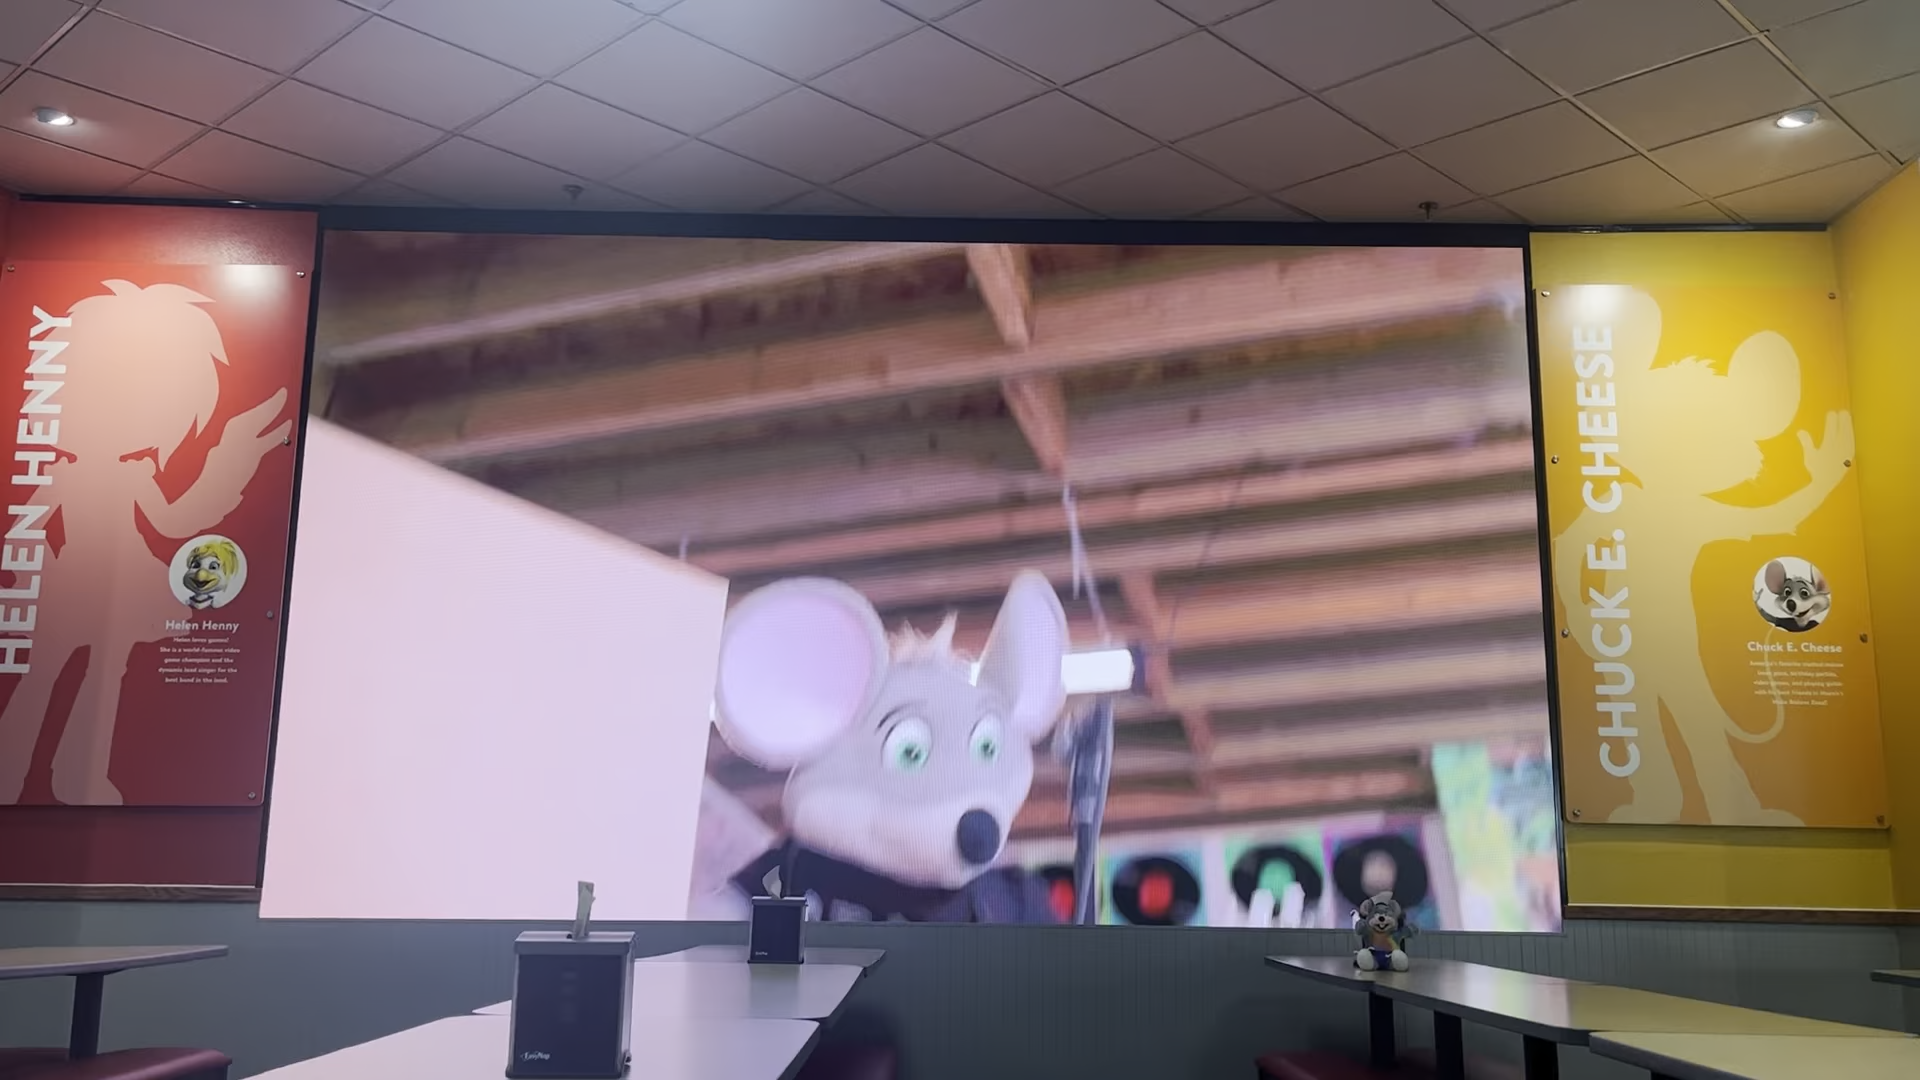 HELEN HENNY
Helen Henny
Helen loves games!
She is a world-famous video
game champion and the
dynamic lead singer for the
best band in the land.
CHUCK E. CHEESE
Chuck E. Cheese
EasyNap